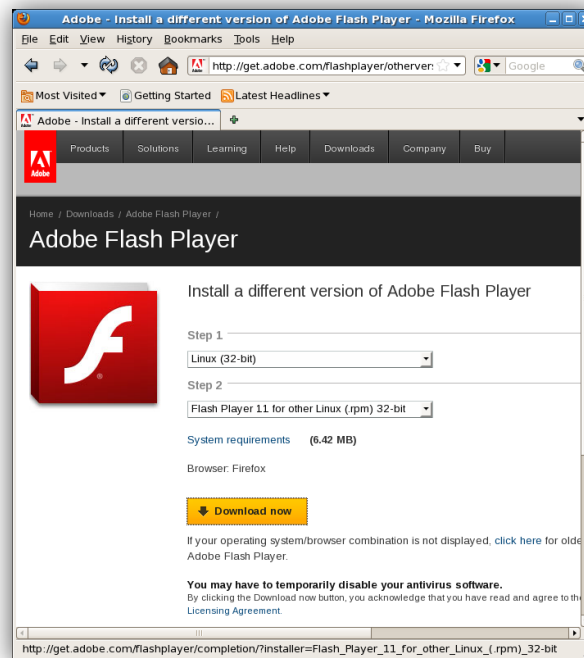 Adobe - Install a different version of Adobe Flash Player - Mozilla Firefox
File Edit View History Bookmarks Tools Help
http://get.adobe.com/flashplayer/otherver Google
Most Visited Getting Started Latest Headlines
Adobe - Install a different versio...
Adobe Products Solutions Learning Help Downloads Company Buy
Home / Downloads / Adobe Flash Player /
Adobe Flash Player
Install a different version of Adobe Flash Player
Step 1
Linux (32-bit)
Step 2
Flash Player 11 for other Linux (.rpm) 32-bit
System requirements (6.42 MB)
Browser: Firefox
Download now
If your operating system/browser combination is not displayed, click here for olde
Adobe Flash Player.
You may have to temporarily disable your antivirus software.
By clicking the Download now button, you acknowledge that you have read and agree to the
Licensing Agreement.
http://get.adobe.com/flashplayer/completion/?installer=Flash_Player_11_for_other_Linux_(.rpm)_32-bit